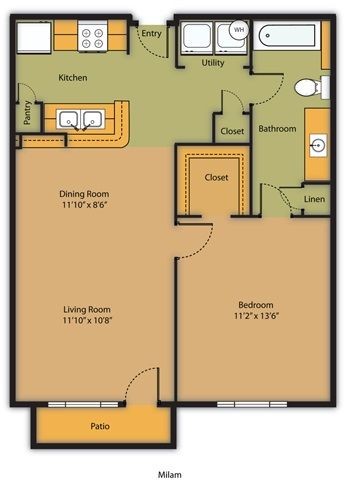 Entry
WH
Kitchen
Utility
Pantry
Closet
Bathroom
Closet
Dining Room
11'10" x 8'6"
Linen
Living Room
11'10" x 10'8"
Bedroom
11'2" x 13'6"
Patio
Milam